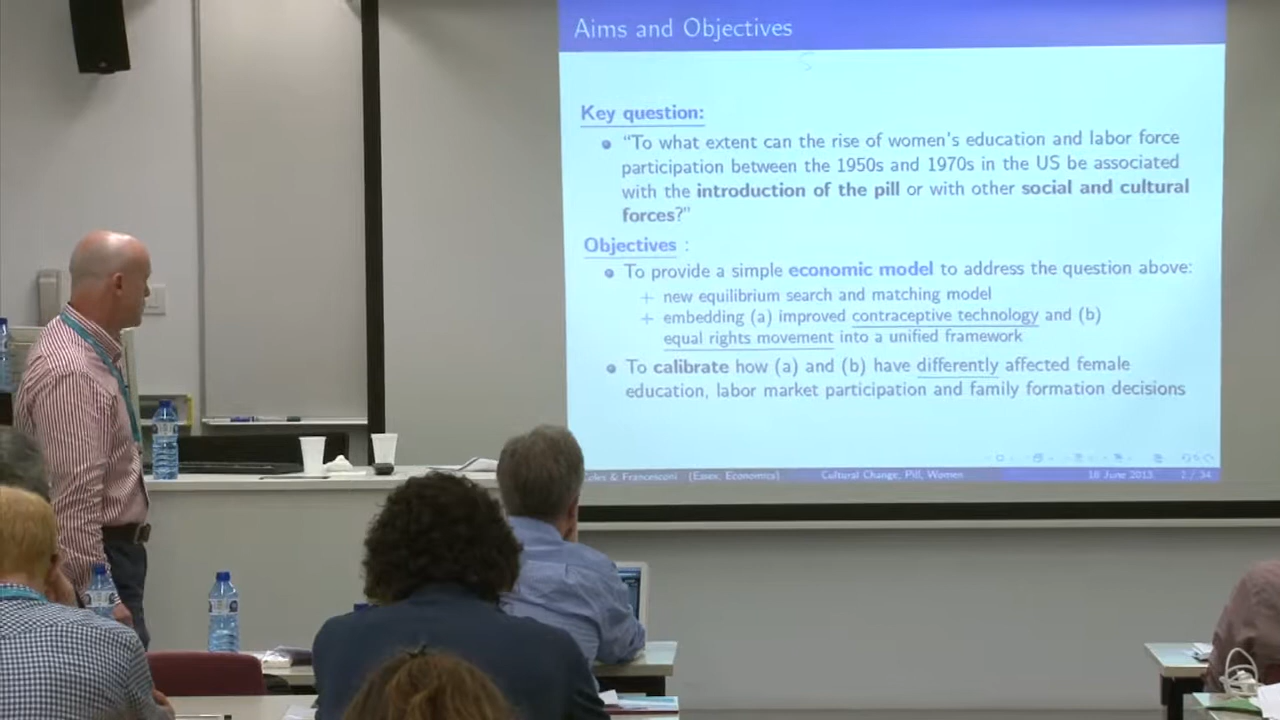 Aims and Objectives
Key question:
“To what extent can the rise of women's education and labor force
participation between the 1950s and 1970s in the US be associated
with the introduction of the pill or with other social and cultural
forces?”
Objectives :
To provide a simple economic model to address the question above:
+ new equilibrium search and matching model
+ embedding (a) improved contraceptive technology and (b)
equal rights movement into a unified framework
To calibrate how (a) and (b) have differently affected female
education, labor market participation and family formation decisions
& Francesconi (Essex, Economics) Cultural Change, Pill, Women 18 June 2013 2 / 34